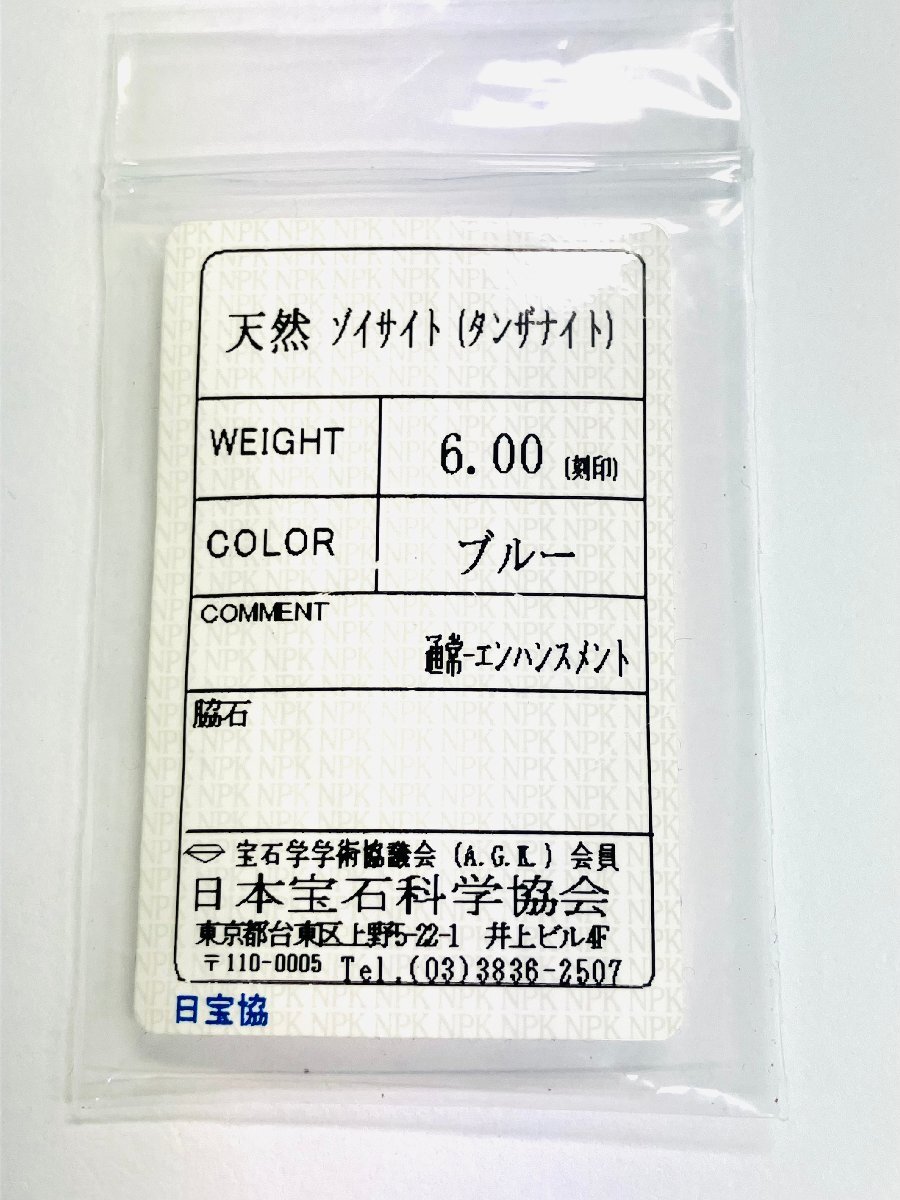 天然 ゾイサイト(タンザナイト)
WEIGHT 6.00 (刻印)
COLOR ブルー
COMMENT
通常-エンハンスメント
脇石
宝石学学術協議会 (A.G.K.) 会員
日本宝石科学協会
東京都台東区上野5-22-1 井上ビル4F
〒110-0005 Tel.(03)3836-2507
日宝協